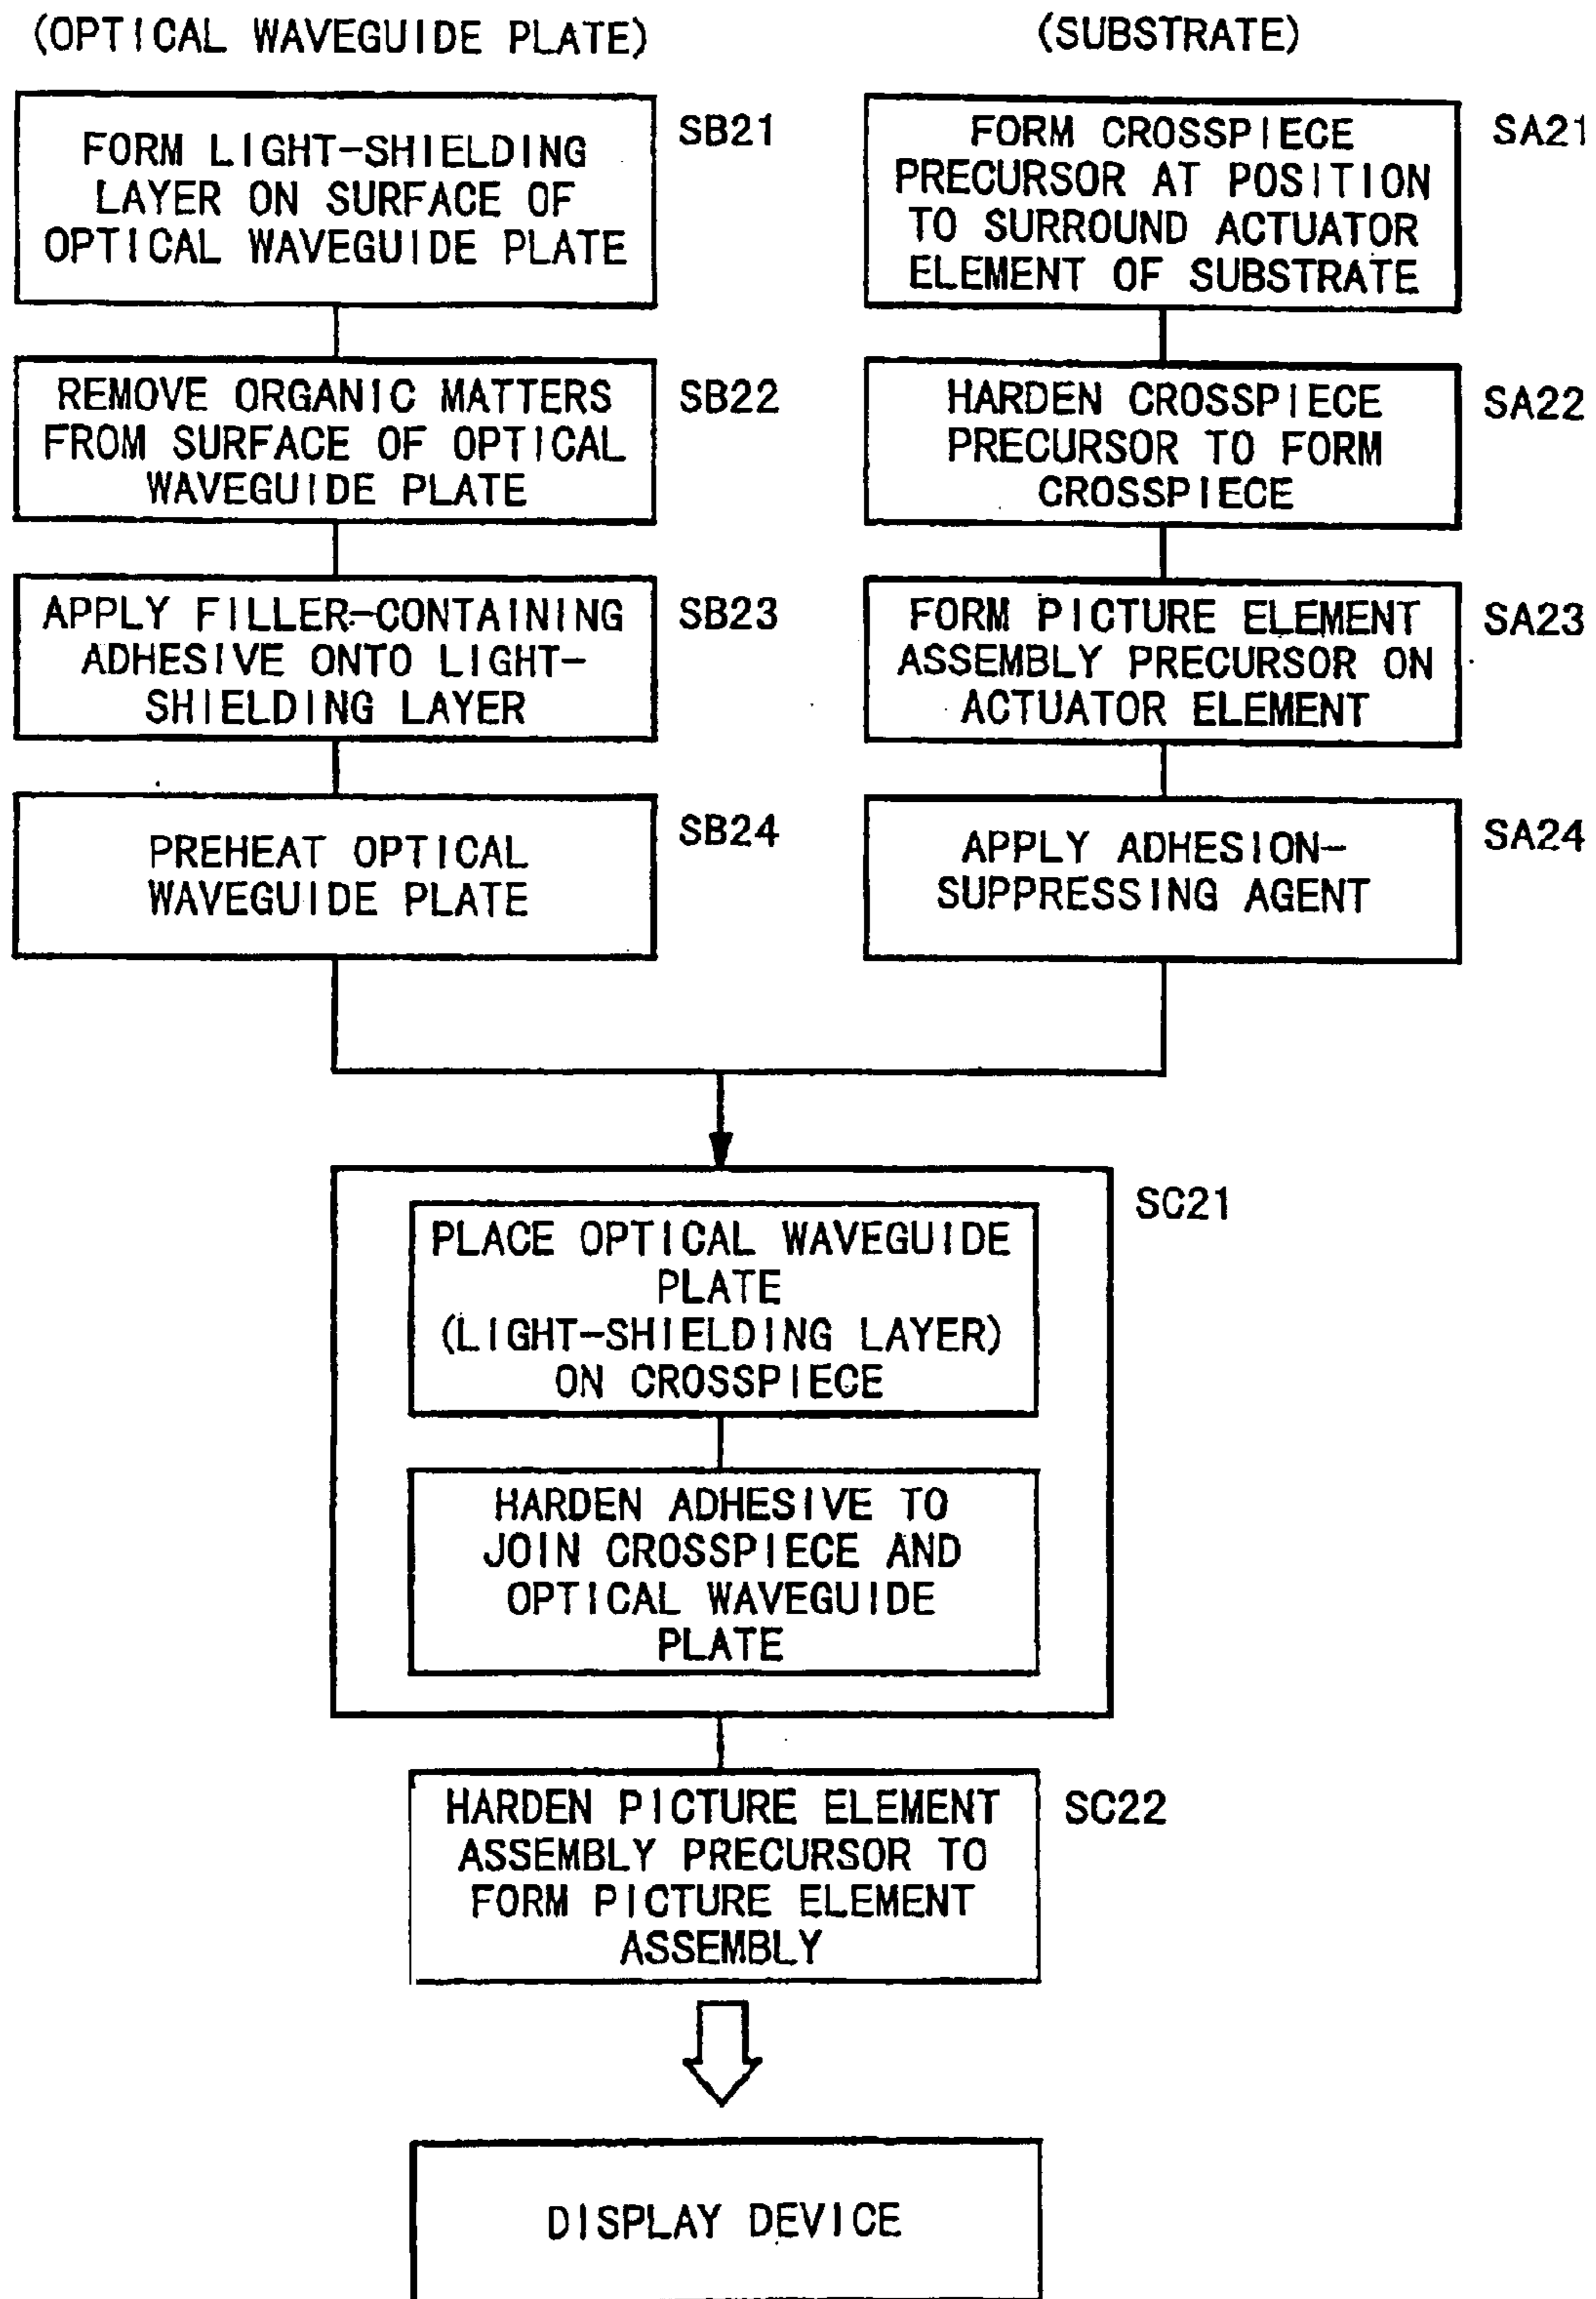 (OPTICAL WAVEGUIDE PLATE)
FORM LIGHT-SHIELDING
LAYER ON SURFACE OF
OPTICAL WAVEGUIDE PLATE
SB21
REMOVE ORGANIC MATTERS
FROM SURFACE OF OPTICAL
WAVEGUIDE PLATE
SB22
APPLY FILLER-CONTAINING
ADHESIVE ONTO LIGHT-
SHIELDING LAYER
SB23
PREHEAT OPTICAL
WAVEGUIDE PLATE
SB24
(SUBSTRATE)
FORM CROSSPIECE
PRECURSOR AT POSITION
TO SURROUND ACTUATOR
ELEMENT OF SUBSTRATE
SA21
HARDEN CROSSPIECE
PRECURSOR TO FORM
CROSSPIECE
SA22
FORM PICTURE ELEMENT
ASSEMBLY PRECURSOR ON
ACTUATOR ELEMENT
SA23
APPLY ADHESION-
SUPPRESSING AGENT
SA24
SC21
PLACE OPTICAL WAVEGUIDE
PLATE
(LIGHT-SHIELDING LAYER)
ON CROSSPIECE
HARDEN ADHESIVE TO
JOIN CROSSPIECE AND
OPTICAL WAVEGUIDE
PLATE
HARDEN PICTURE ELEMENT
ASSEMBLY PRECURSOR TO
FORM PICTURE ELEMENT
ASSEMBLY
SC22
DISPLAY DEVICE